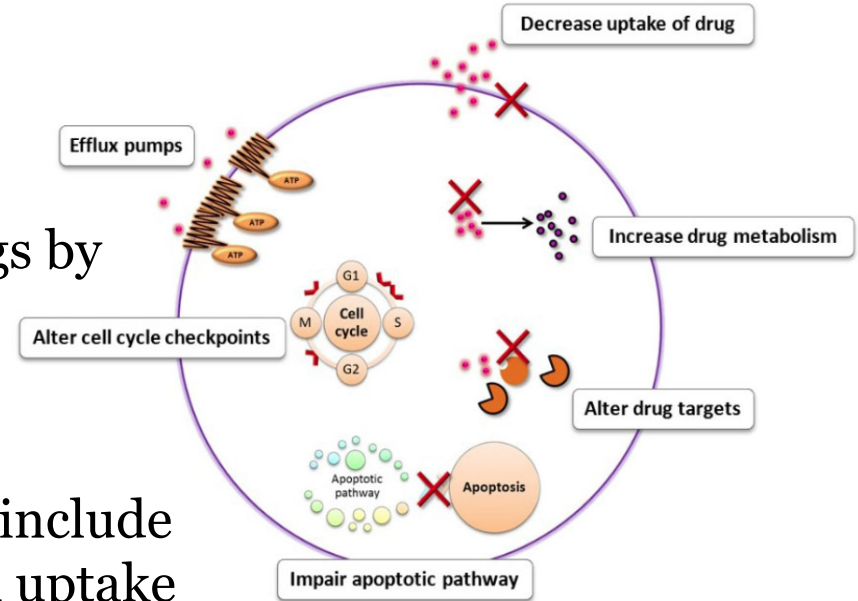 Decrease uptake of drug
Efflux pumps
ATP
ATP
ATP
gs by
Increase drug metabolism
G1
M
Cell
cycle
S
G2
Alter cell cycle checkpoints
Alter drug targets
Apoptotic
pathway
Apoptosis
include
uptake
Impair apoptotic pathway